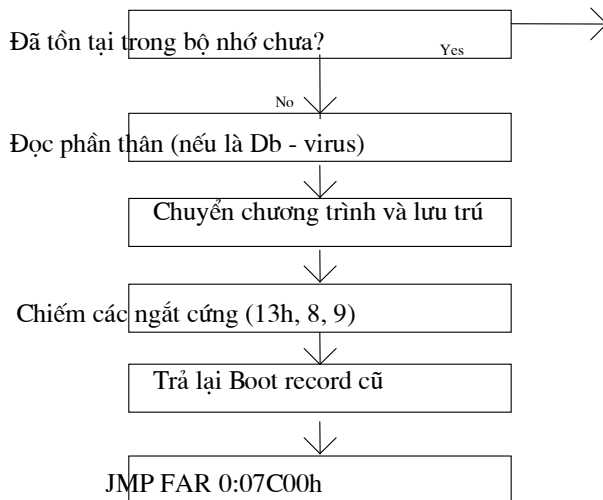 Đã tồn tại trong bộ nhớ chưa?
Yes
No
Đọc phần thân (nếu là Db - virus)
Chuyển chương trình và lưu trú
Chiếm các ngắt cứng (13h, 8, 9)
Trả lại Boot record cũ
JMP FAR 0:07C00h